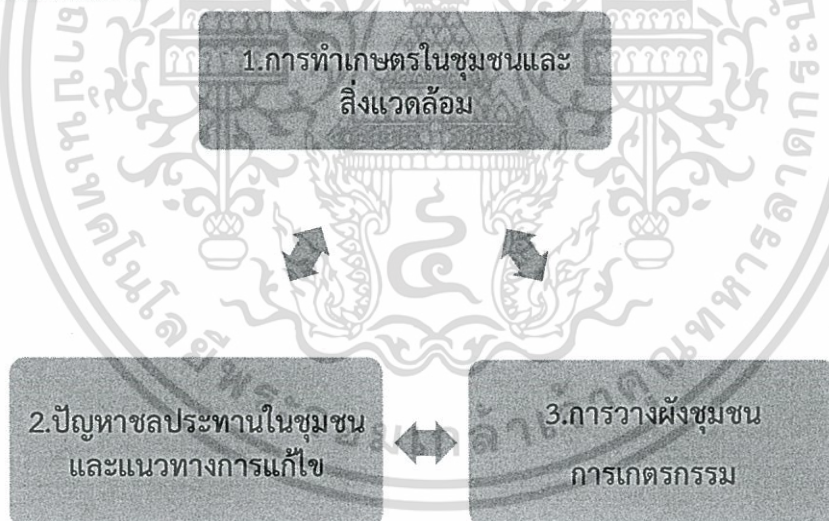 1.การทำเกษตรในชุมชนและ
สิ่งแวดล้อม
2.ปัญหาชลประทานในชุมชน
และแนวทางการแก้ไข
3.การวางผังชุมชน
การเกตรกรรม